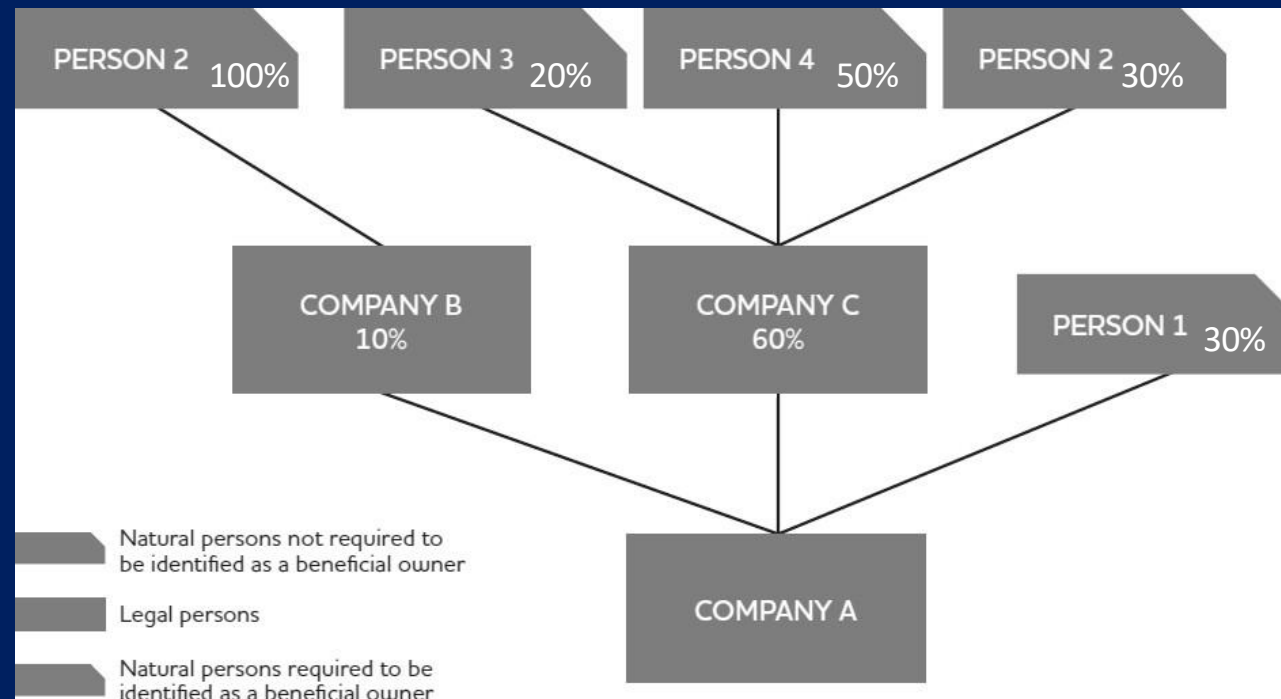 PERSON 2 100%
PERSON 3 20%
PERSON 4 50%
PERSON 2 30%
COMPANY B
10%
COMPANY C
60%
PERSON 1 30%
Natural persons not required to
be identified as a beneficial owner
Legal persons
COMPANY A
Natural persons required to be
identified as a beneficial owner